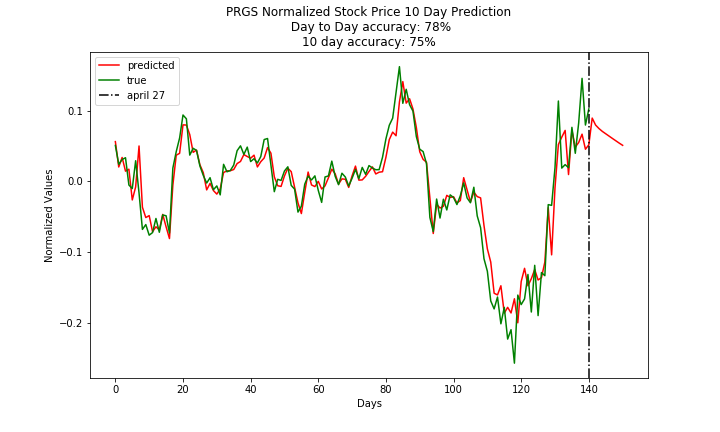 PRGS Normalized Stock Price 10 Day Prediction
Day to Day accuracy: 78%
10 day accuracy: 75%
predicted
true
april 27
0.1
0.0
−0.1
−0.2
Normalized Values
0 20 40 60 80 100 120 140
Days